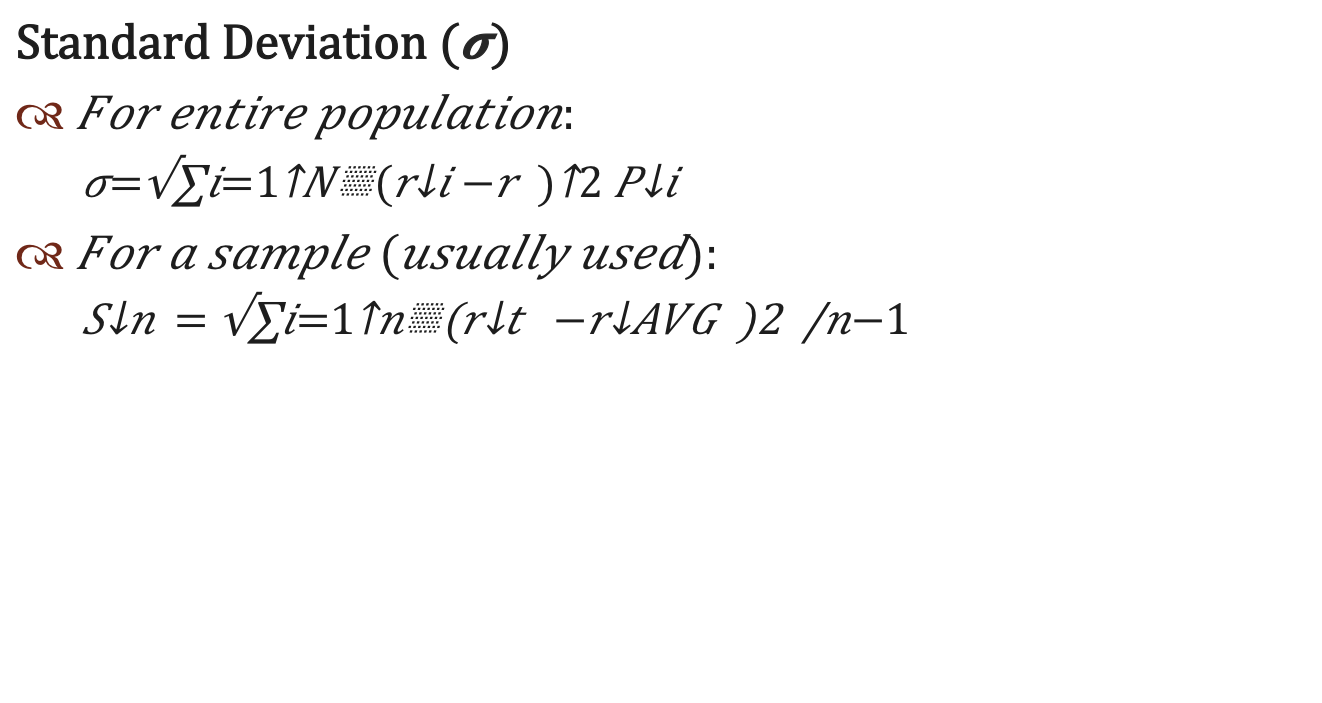 Standard Deviation (𝝈)
For entire population:
𝜎=√∑𝑖=1↑𝑁▒(𝑟↓𝑖 −𝑟 )↑2 𝑃↓𝑖
For a sample (usually used):
𝑆↓𝑛 = √∑𝑖=1↑𝑛▒(𝑟↓𝑡 −𝑟↓𝐴𝑉𝐺 )2 /𝑛−1